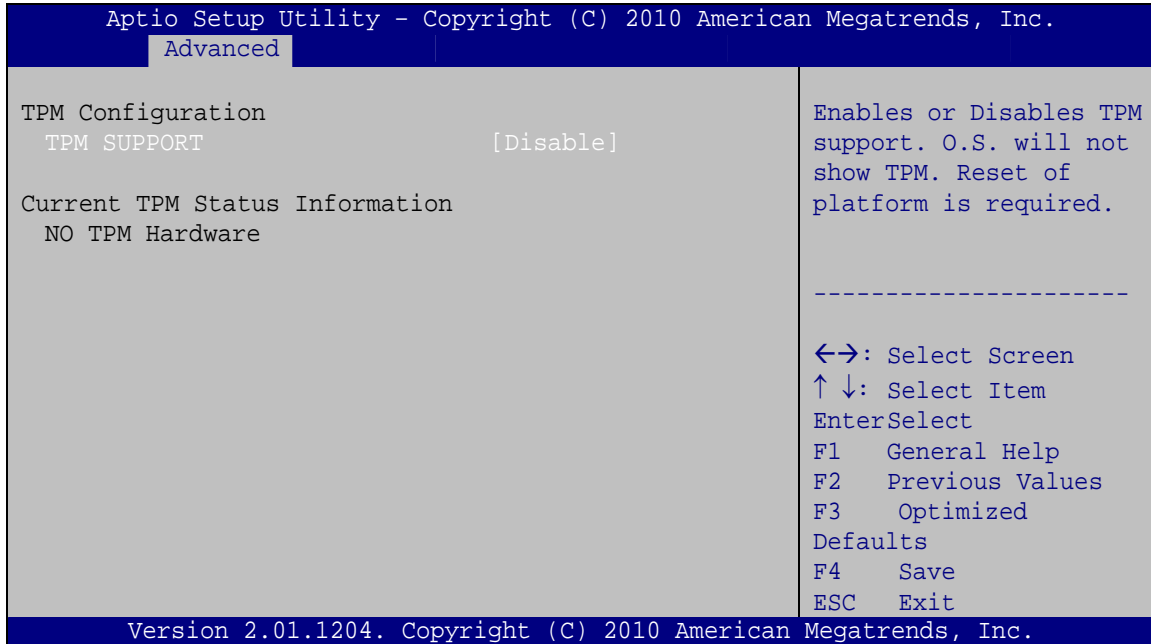 Aptio Setup Utility – Copyright (C) 2010 American Megatrends, Inc.
Advanced
TPM Configuration
TPM SUPPORT [Disable]
Current TPM Status Information
NO TPM Hardware
Enables or Disables TPM
support. O.S. will not
show TPM. Reset of
platform is required.
----------------------
←→: Select Screen
↑ ↓: Select Item
EnterSelect
F1 General Help
F2 Previous Values
F3 Optimized
Defaults
F4 Save
ESC Exit
Version 2.01.1204. Copyright (C) 2010 American Megatrends, Inc.